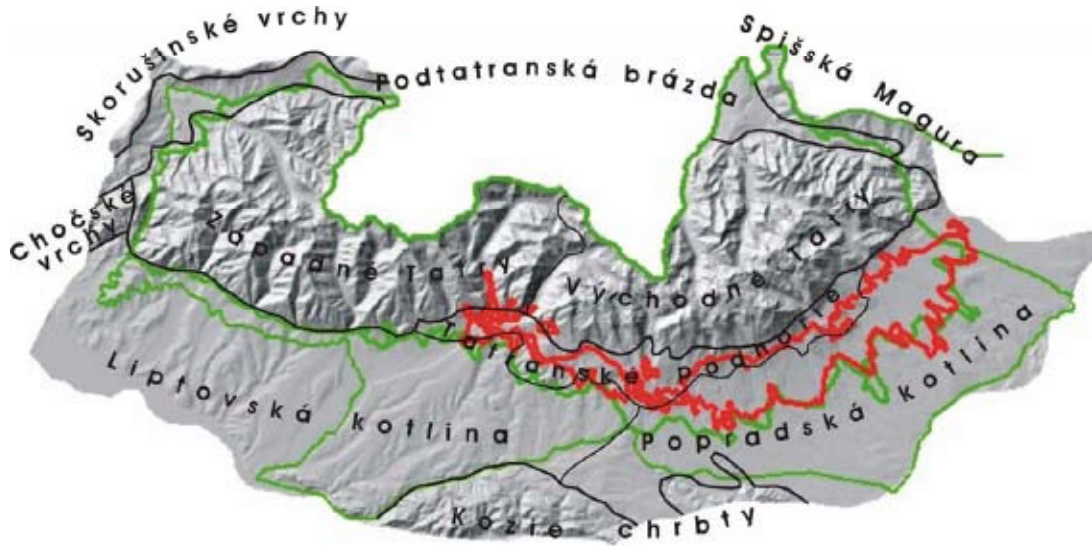 Skorušinské vrchy
Podtatranská brázda
Spišská Magura
Chočské
vrchy
Západné Tatry
Východné Tatry
Tatranské podhorie
Liptovská kotlina
Popradská kotlina
Kozie chrbty